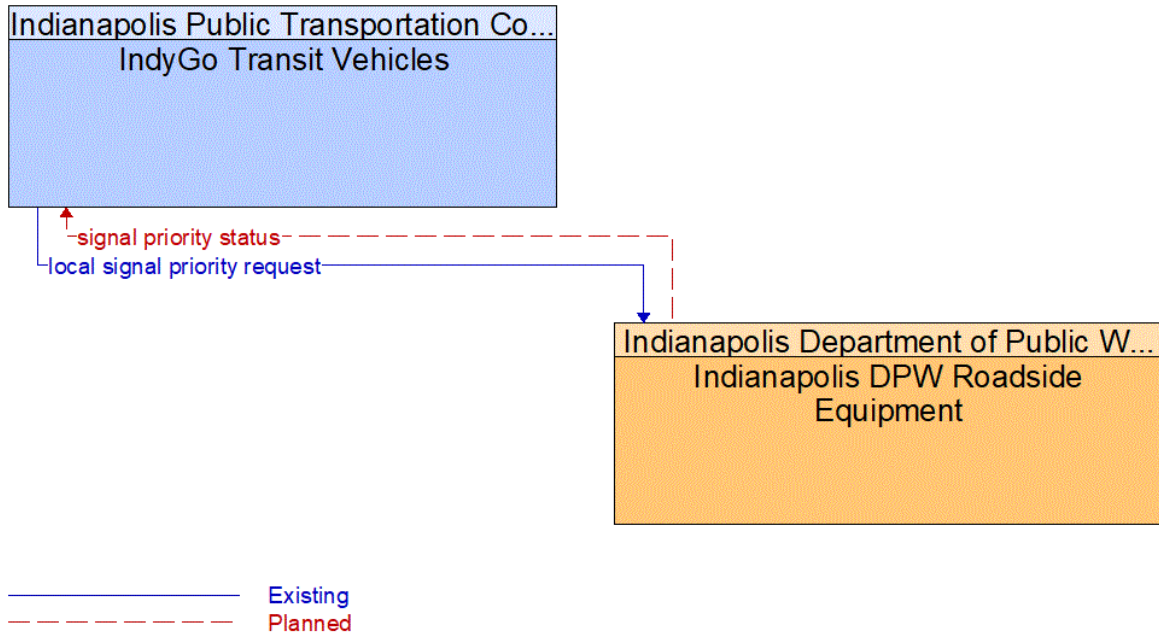 Indianapolis Public Transportation Co...
IndyGo Transit Vehicles
signal priority status
local signal priority request
Indianapolis Department of Public W...
Indianapolis DPW Roadside
Equipment
Existing
Planned